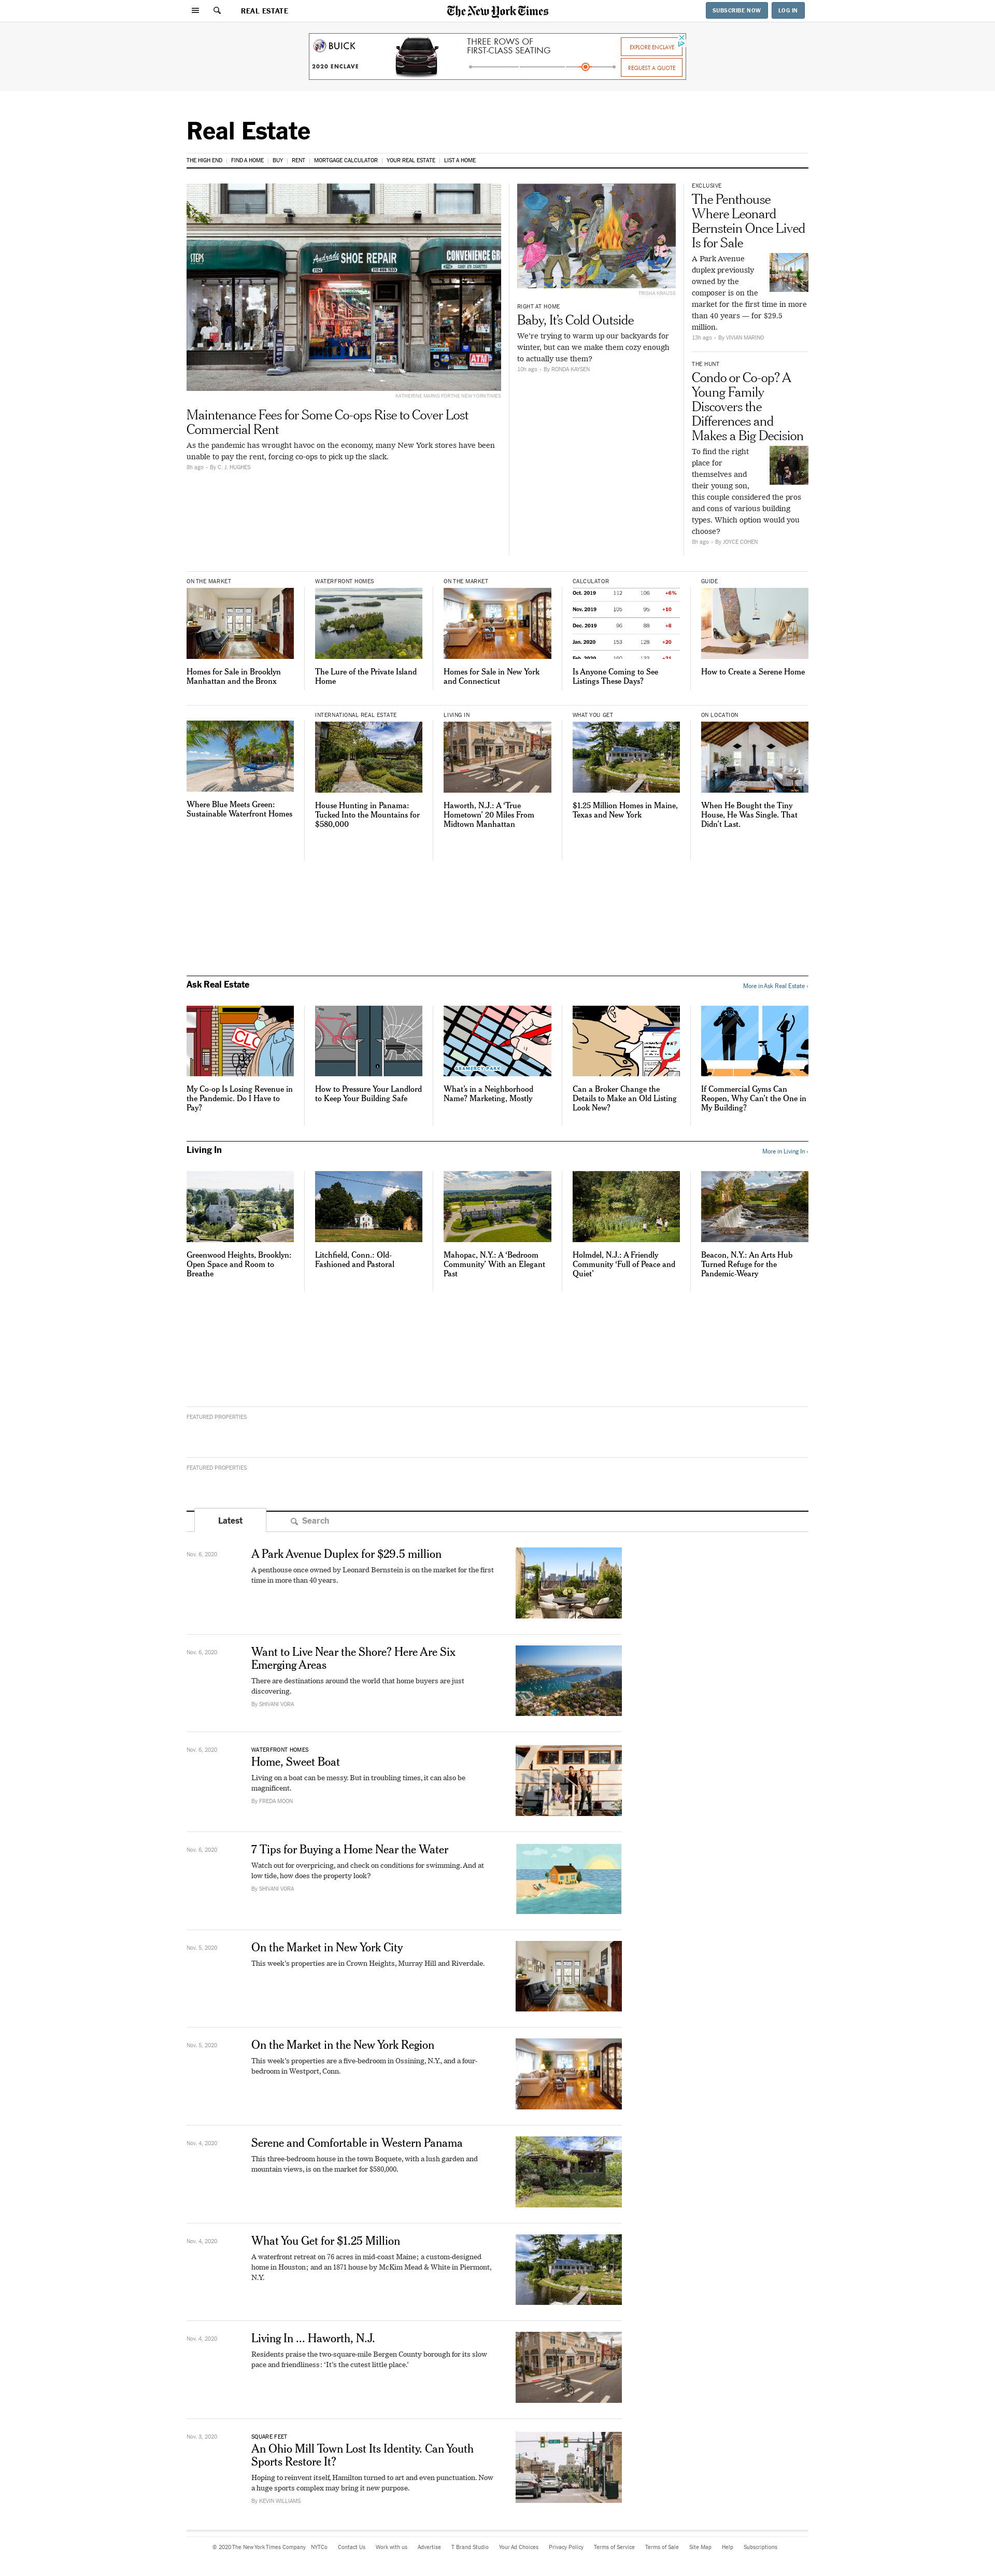 REAL ESTATE
The New York Times
SUBSCRIBE NOW
LOG IN
BUICK
2020 ENCLAVE
THREE ROWS OF
FIRST-CLASS SEATING
EXPLORE ENCLAVE
REQUEST A QUOTE
Real Estate
THE HIGH END
FIND A HOME
BUY
RENT
MORTGAGE CALCULATOR
YOUR REAL ESTATE
LIST A HOME
Andrade SHOE REPAIR
CONVENIENCE
ATM
KATHERINE MARKS FOR THE NEW YORK TIMES
Maintenance Fees for Some Co-ops Rise to Cover Lost
Commercial Rent
As the pandemic has wrought havoc on the economy, many New York stores have been
unable to pay the rent, forcing co-ops to pick up the slack.
8h ago – By C. J. HUGHES
TRISHA KRAUSS
RIGHT AT HOME
Baby, It’s Cold Outside
We’re trying to warm up our backyards for
winter, but can we make them cozy enough
to actually use them?
10h ago – By RONDA KAYSEN
EXCLUSIVE
The Penthouse
Where Leonard
Bernstein Once Lived
Is for Sale
A Park Avenue
duplex previously
owned by the
composer is on the
market for the first time in more
than 40 years — for $29.5
million.
13h ago – By VIVIAN MARINO
THE HUNT
Condo or Co-op? A
Young Family
Discovers the
Differences and
Makes a Big Decision
To find the right
place for
themselves and
their young son,
this couple considered the pros
and cons of various building
types. Which option would you
choose?
8h ago – By JOYCE COHEN
ON THE MARKET
Homes for Sale in Brooklyn
Manhattan and the Bronx
WATERFRONT HOMES
The Lure of the Private Island
Home
ON THE MARKET
Homes for Sale in New York
and Connecticut
CALCULATOR
Oct. 2019 112 106 +6%
Nov. 2019 105 95 +10
Dec. 2019 96 88 +8
Jan. 2020 153 128 +20
Feb. 2020 160 132 +21
Is Anyone Coming to See
Listings These Days?
GUIDE
How to Create a Serene Home
Where Blue Meets Green:
Sustainable Waterfront Homes
INTERNATIONAL REAL ESTATE
House Hunting in Panama:
Tucked Into the Mountains for
$580,000
LIVING IN
Haworth, N.J.: A ‘True
Hometown’ 20 Miles From
Midtown Manhattan
WHAT YOU GET
$1.25 Million Homes in Maine,
Texas and New York
ON LOCATION
When He Bought the Tiny
House, He Was Single. That
Didn’t Last.
Ask Real Estate
More in Ask Real Estate ›
CLO
My Co-op Is Losing Revenue in
the Pandemic. Do I Have to
Pay?
How to Pressure Your Landlord
to Keep Your Building Safe
GRAMERCY PARK
What’s in a Neighborhood
Name? Marketing, Mostly
Can a Broker Change the
Details to Make an Old Listing
Look New?
If Commercial Gyms Can
Reopen, Why Can’t the One in
My Building?
Living In
More in Living In ›
Greenwood Heights, Brooklyn:
Open Space and Room to
Breathe
Litchfield, Conn.: Old-
Fashioned and Pastoral
Mahopac, N.Y.: A ‘Bedroom
Community’ With an Elegant
Past
Holmdel, N.J.: A Friendly
Community ‘Full of Peace and
Quiet’
Beacon, N.Y.: An Arts Hub
Turned Refuge for the
Pandemic-Weary
FEATURED PROPERTIES
FEATURED PROPERTIES
Latest
Search
Nov. 6, 2020
A Park Avenue Duplex for $29.5 million
A penthouse once owned by Leonard Bernstein is on the market for the first
time in more than 40 years.
Nov. 6, 2020
Want to Live Near the Shore? Here Are Six
Emerging Areas
There are destinations around the world that home buyers are just
discovering.
By SHIVANI VORA
Nov. 6, 2020
WATERFRONT HOMES
Home, Sweet Boat
Living on a boat can be messy. But in troubling times, it can also be
magnificent.
By FREDA MOON
Nov. 6, 2020
7 Tips for Buying a Home Near the Water
Watch out for overpricing, and check on conditions for swimming. And at
low tide, how does the property look?
By SHIVANI VORA
Nov. 5, 2020
On the Market in New York City
This week’s properties are in Crown Heights, Murray Hill and Riverdale.
Nov. 5, 2020
On the Market in the New York Region
This week’s properties are a five-bedroom in Ossining, N.Y., and a four-
bedroom in Westport, Conn.
Nov. 4, 2020
Serene and Comfortable in Western Panama
This three-bedroom house in the town Boquete, with a lush garden and
mountain views, is on the market for $580,000.
Nov. 4, 2020
What You Get for $1.25 Million
A waterfront retreat on 76 acres in mid-coast Maine; a custom-designed
home in Houston; and an 1871 house by McKim Mead & White in Piermont,
N.Y.
Nov. 4, 2020
Living In ... Haworth, N.J.
Residents praise the two-square-mile Bergen County borough for its slow
pace and friendliness: ‘It’s the cutest little place.’
Nov. 3, 2020
SQUARE FEET
An Ohio Mill Town Lost Its Identity. Can Youth
Sports Restore It?
Hoping to reinvent itself, Hamilton turned to art and even punctuation. Now
a huge sports complex may bring it new purpose.
By KEVIN WILLIAMS
© 2020 The New York Times Company
NYTCo
Contact Us
Work with us
Advertise
T Brand Studio
Your Ad Choices
Privacy Policy
Terms of Service
Terms of Sale
Site Map
Help
Subscriptions